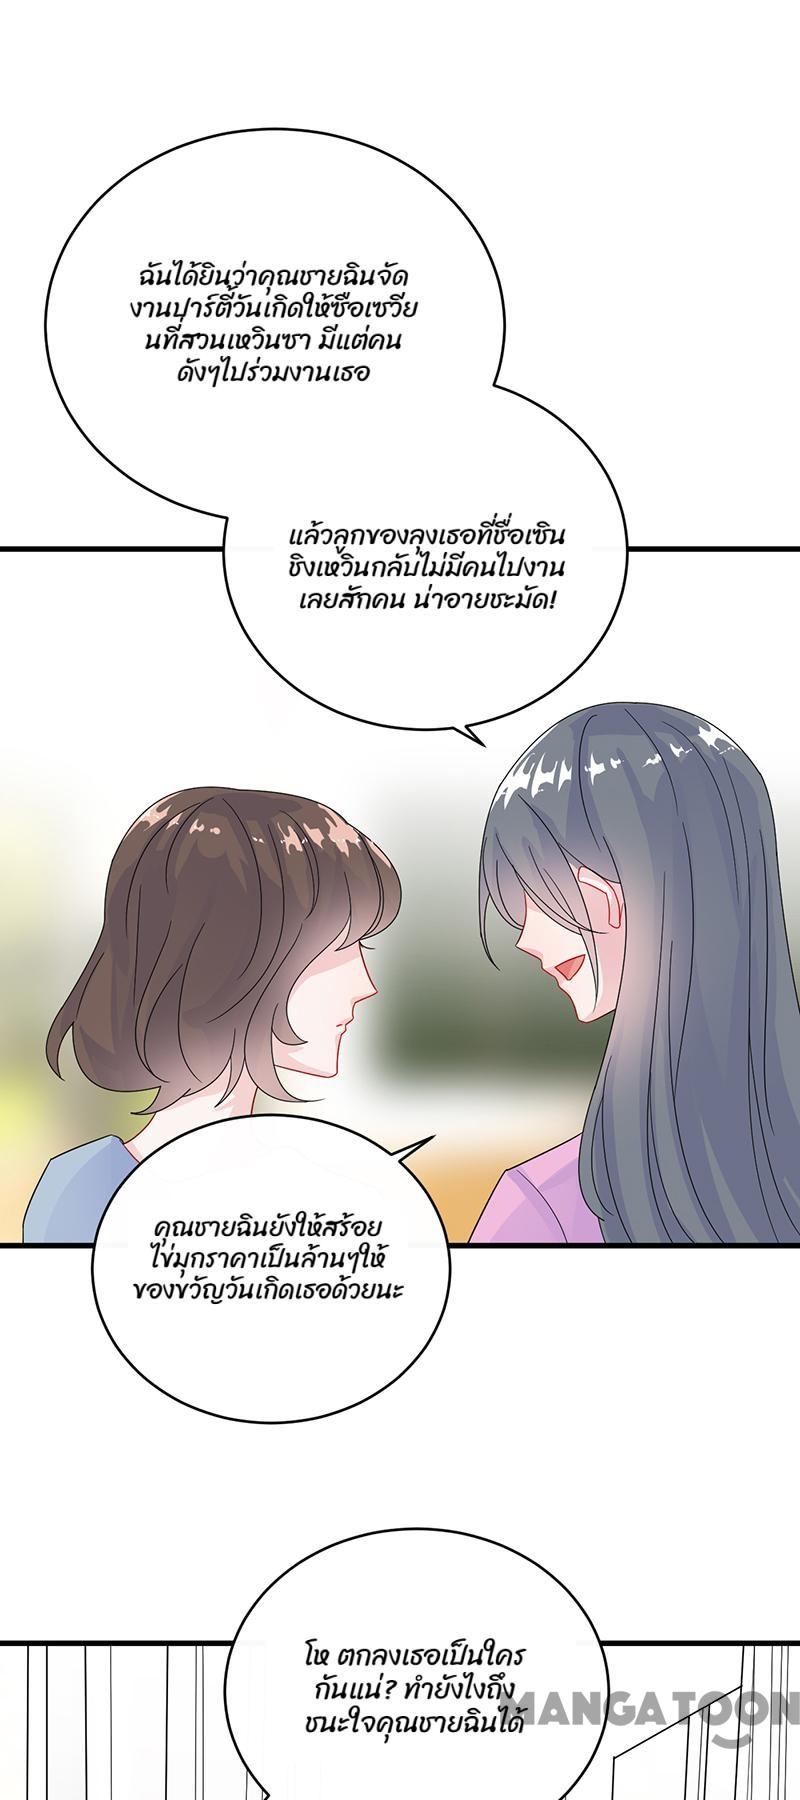 ฉันได้ยินว่าคุณชายฉินจัด
งานปาร์ตี้วันเกิดให้ซือเซวีย
นที่สวนเหวินซา มีแต่คน
ดังๆไปร่วมงานเธอ
แล้วลูกของลุงเธอที่ชื่อเซิน
ชิงเหวินกลับไม่มีคนไปงาน
เลยสักคน น่าอายชะมัด!
คุณชายฉินยังให้สร้อย
ไข่มุกราคาเป็นล้านๆให้
ของขวัญวันเกิดเธอด้วยนะ
โห ตกลงเธอเป็นใคร
กันแน่? ทำยังไงถึง
ชนะใจคุณชายฉินได้
MANGATOON